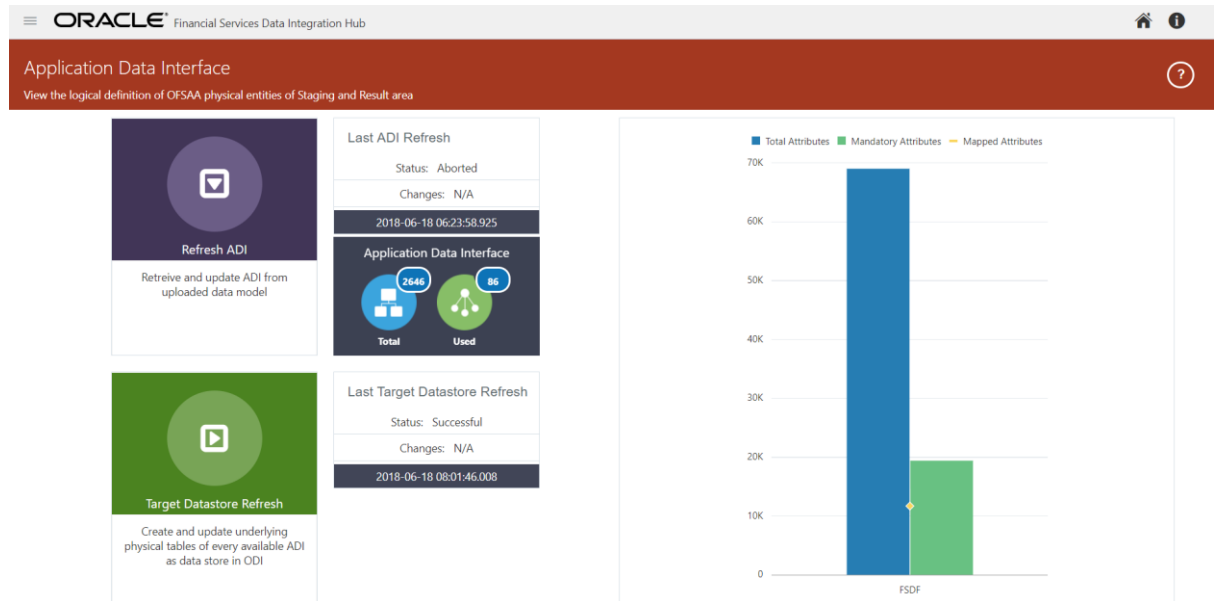 ORACLE® Financial Services Data Integration Hub
Application Data Interface
View the logical definition of OFSAA physical entities of Staging and Result area
?
Refresh ADI
Retreive and update ADI from
uploaded data model
Last ADI Refresh
Status: Aborted
Changes: N/A
2018-06-18 06:23:58.925
Application Data Interface
2646 86
Total Used
Target Datastore Refresh
Create and update underlying
physical tables of every available ADI
as data store in ODI
Last Target Datastore Refresh
Status: Successful
Changes: N/A
2018-06-18 08:01:46.008
Total Attributes Mandatory Attributes Mapped Attributes
70K
60K
50K
40K
30K
20K
10K
0
FSDF